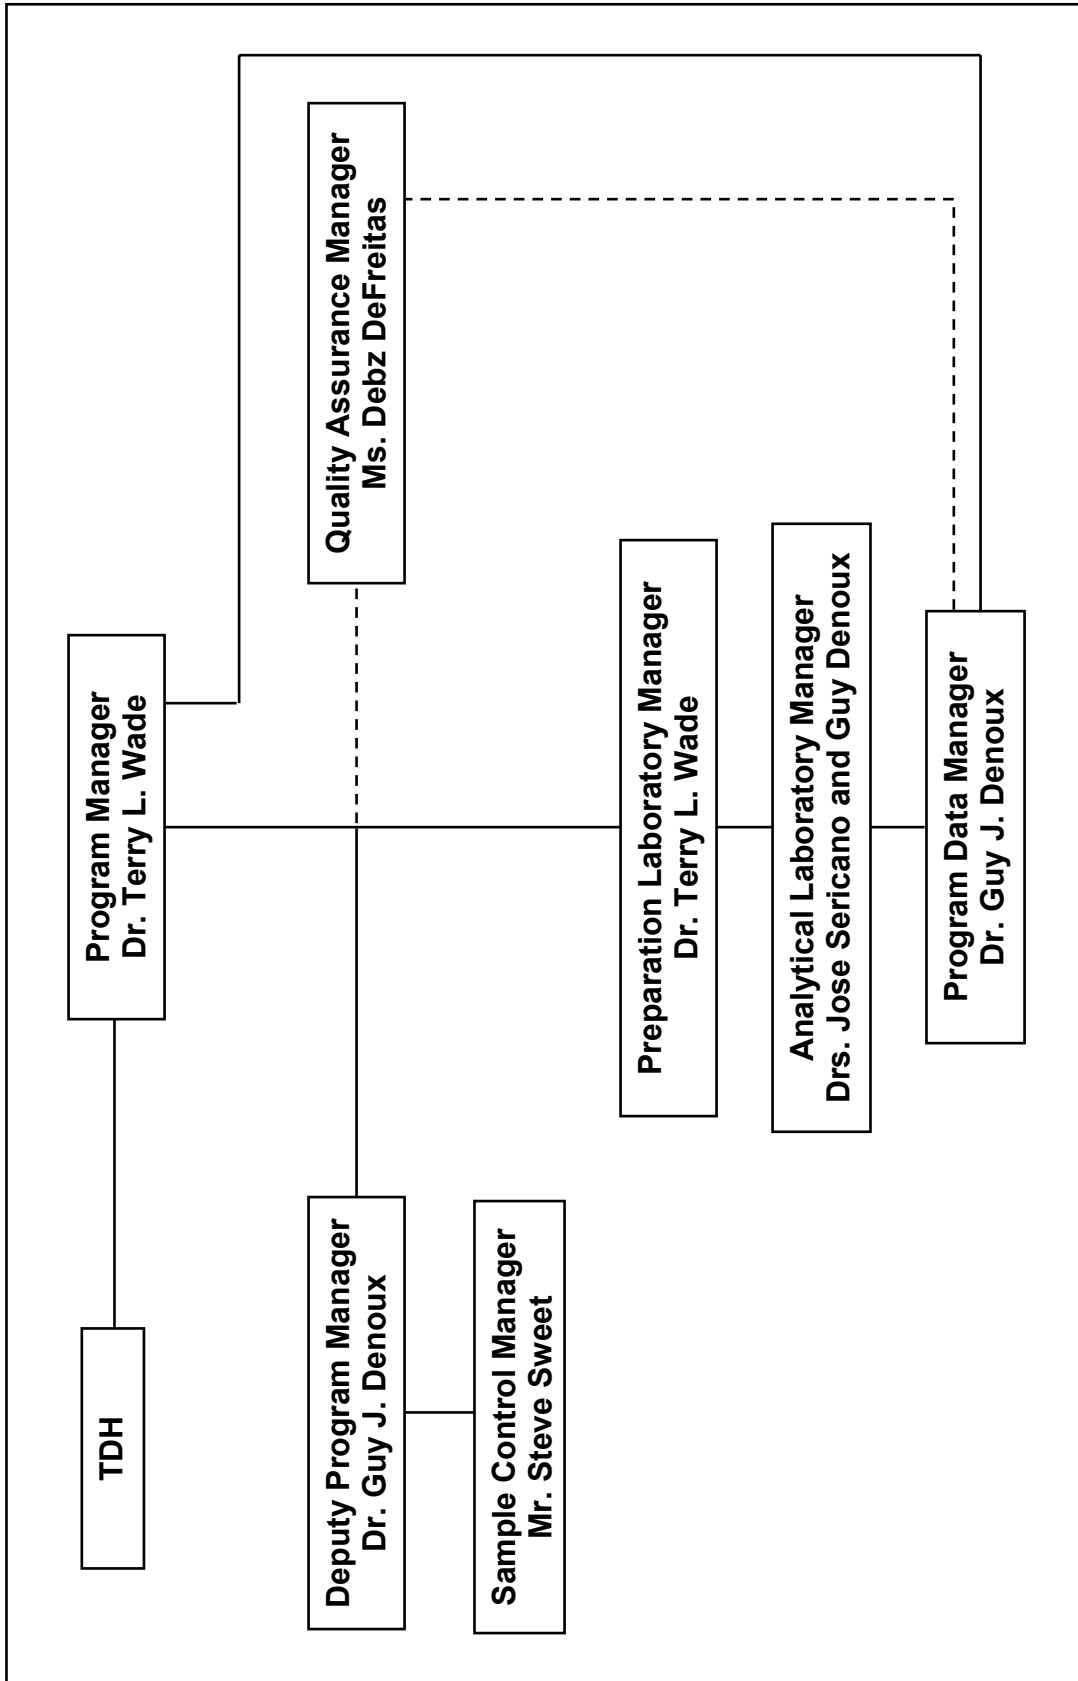 TDH
Program Manager
Dr. Terry L. Wade
Deputy Program Manager
Dr. Guy J. Denoux
Quality Assurance Manager
Ms. Debz DeFreitas
Sample Control Manager
Mr. Steve Sweet
Preparation Laboratory Manager
Dr. Terry L. Wade
Analytical Laboratory Manager
Drs. Jose Sericano and Guy Denoux
Program Data Manager
Dr. Guy J. Denoux